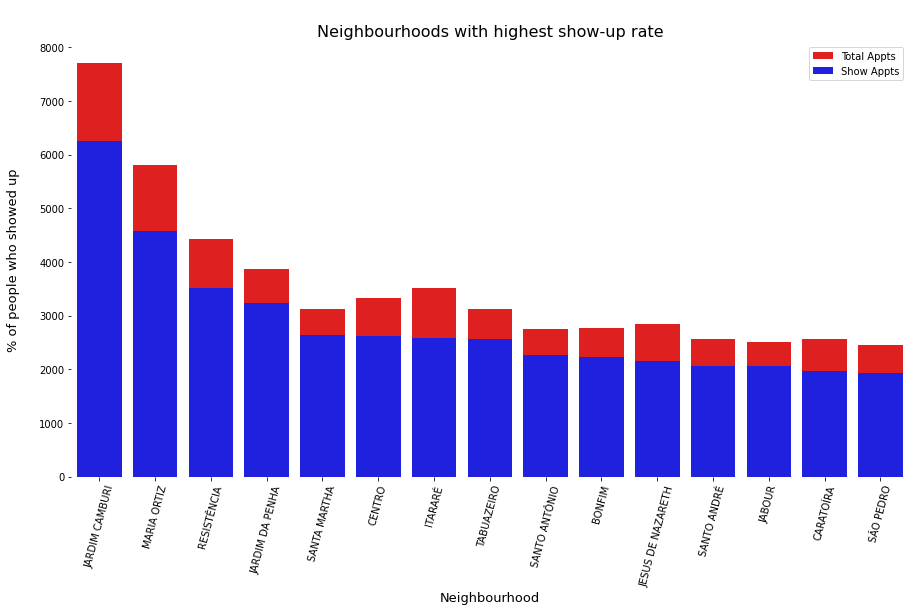 Neighbourhoods with highest show-up rate
Total Appts
Show Appts
% of people who showed up
8000
7000
6000
5000
4000
3000
2000
1000
0
JARDIM CAMBURI
MARIA ORTIZ
RESISTÊNCIA
JARDIM DA PENHA
SANTA MARTHA
CENTRO
ITARARÉ
TABUAZEIRO
SANTO ANTÔNIO
BONFIM
JESUS DE NAZARETH
SANTO ANDRÉ
JABOUR
CARATOÍRA
SÃO PEDRO
Neighbourhood